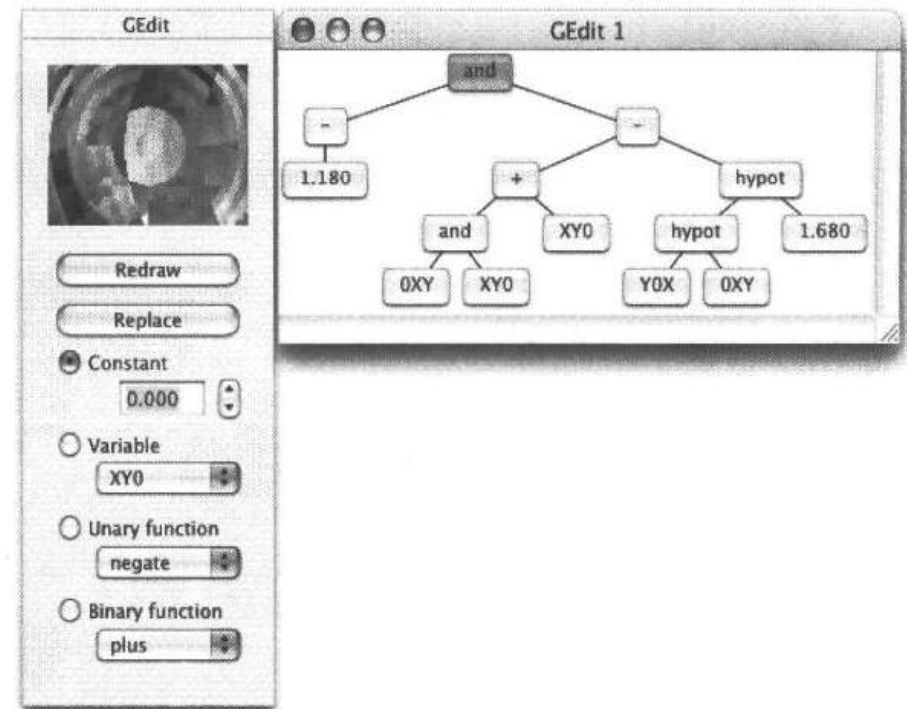 GEdit
Redraw
Replace
Constant
0.000
Variable
XY0
Unary function
negate
Binary function
plus
GEdit 1
and
- -
1.180 + hypot
and XY0 hypot 1.680
0XY XY0 Y0X 0XY